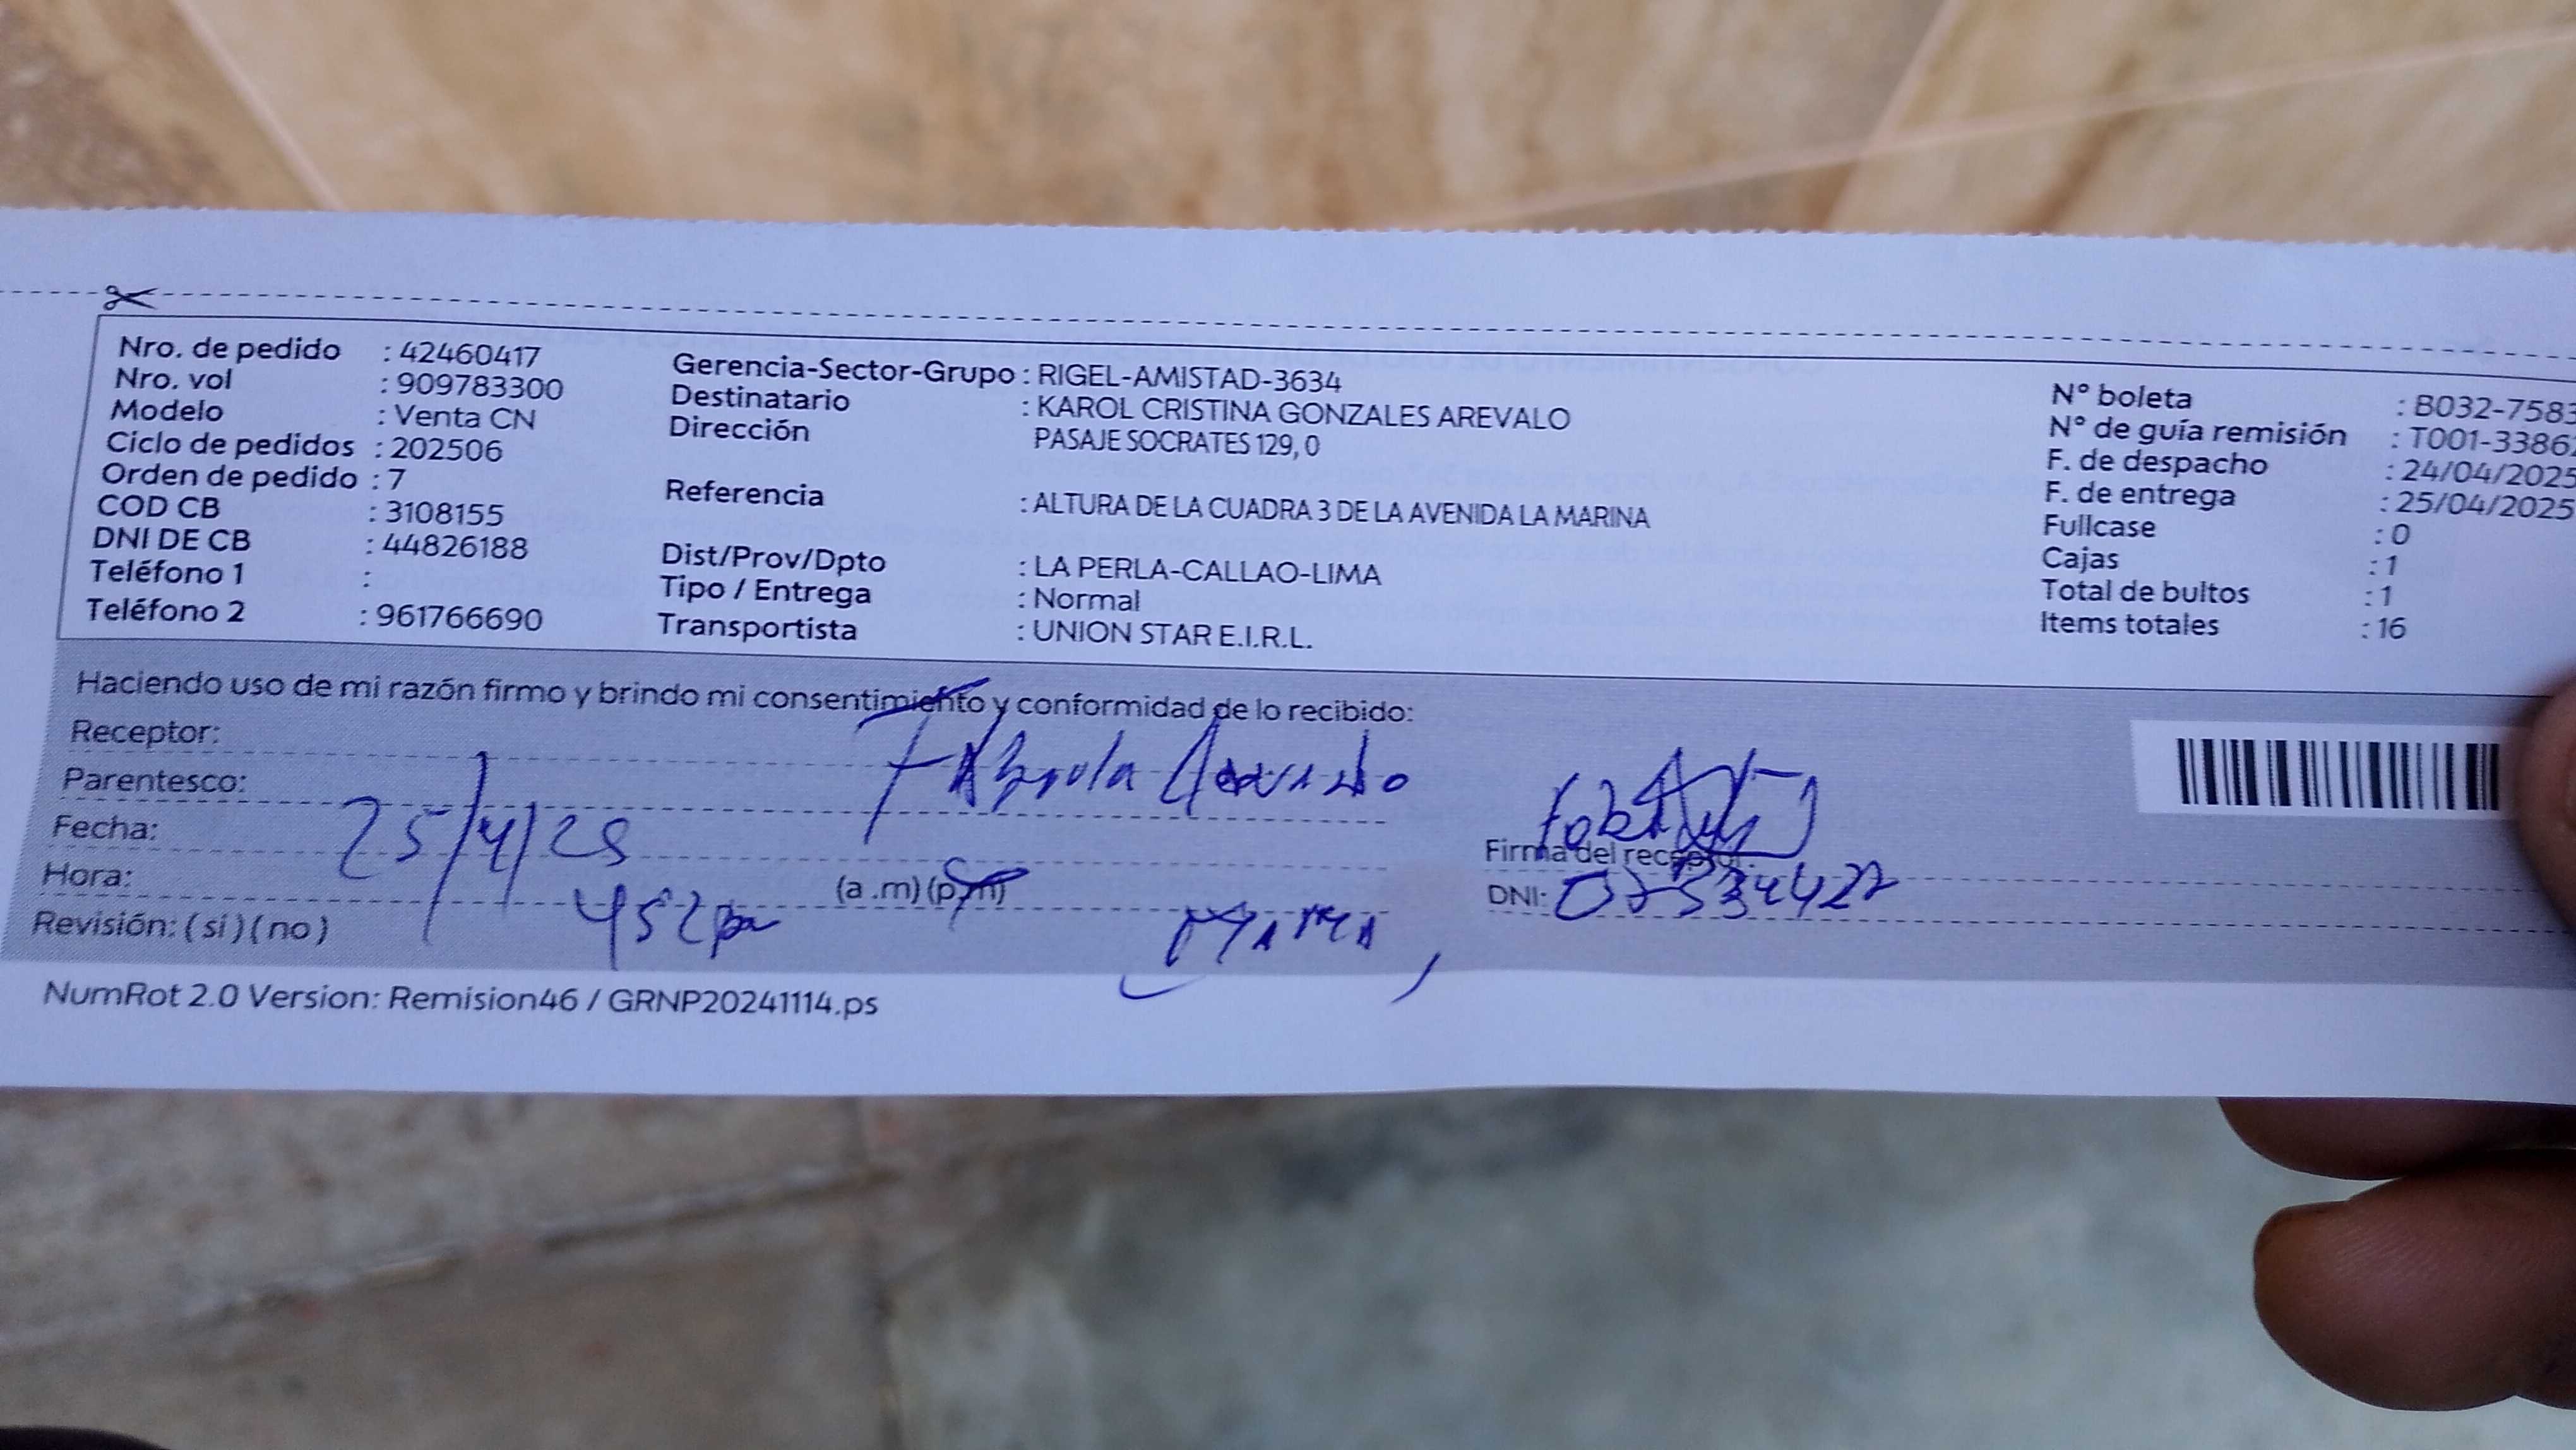 Nro. de pedido : 42460417
Nro. vol : 909783300
Modelo : Venta CN
Ciclo de pedidos : 202506
Orden de pedido : 7
COD CB : 3108155
DNI DE CB : 44826188
Teléfono 1 :
Teléfono 2 : 961766690
Gerencia-Sector-Grupo : RIGEL-AMISTAD-3634
Destinatario : KAROL CRISTINA GONZALES AREVALO
Dirección PASAJE SOCRATES 129, 0
Referencia : ALTURA DE LA CUADRA 3 DE LA AVENIDA LA MARINA
Dist/Prov/Dpto : LA PERLA-CALLAO-LIMA
Tipo / Entrega : Normal
Transportista : UNION STAR E.I.R.L.
N° boleta : B032-7583
N° de guía remisión : T001-3386
F. de despacho : 24/04/2025
F. de entrega : 25/04/2025
Fullcase : 0
Cajas : 1
Total de bultos : 1
Items totales : 16
Haciendo uso de mi razón firmo y brindo mi consentimiento y conformidad de lo recibido:
Receptor:
Parentesco:
Fecha: 25/4/25
Hora: 452pm (a .m) (p.m)
Revisión: ( si ) ( no )
Mama
Firma del receptor:
DNI:
NumRot 2.0 Version: Remision46 / GRNP20241114.ps